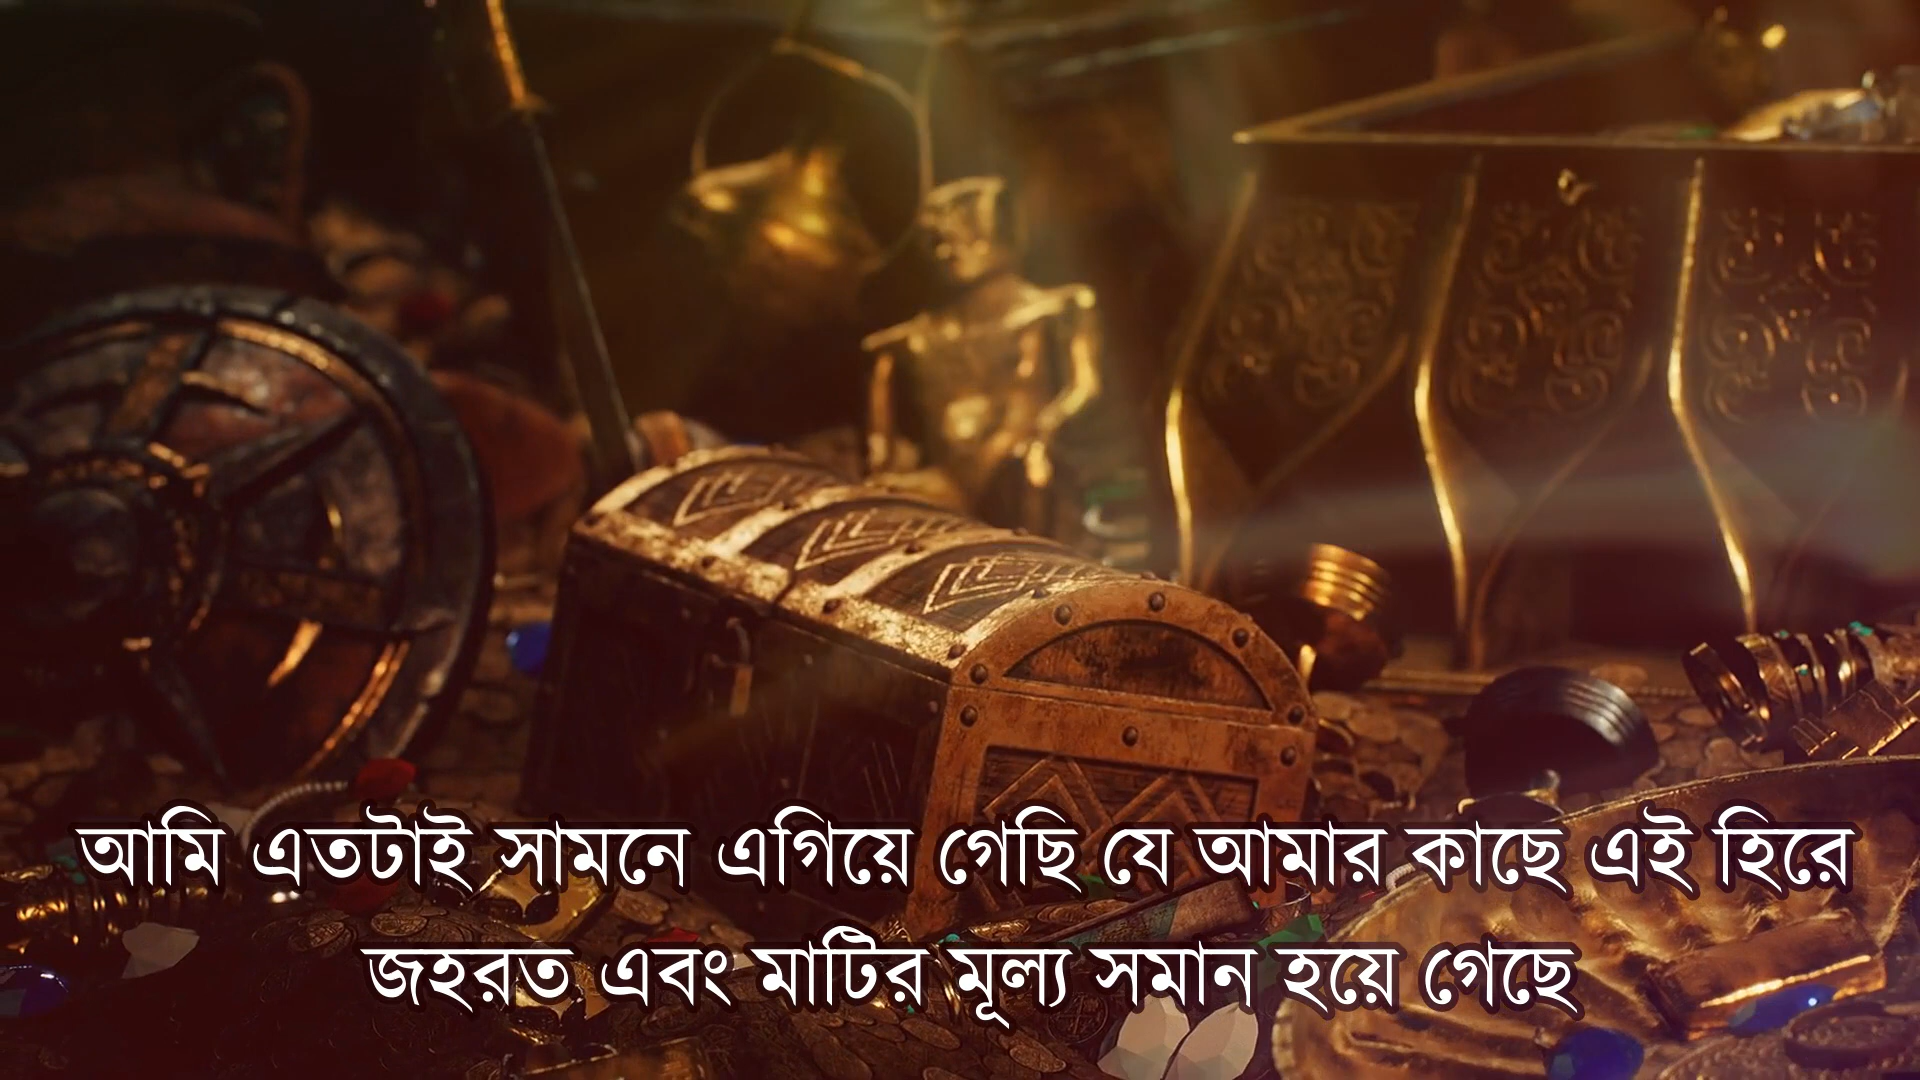 আমি এতটাই সামনে এগিয়ে গেছি যে আমার কাছে এই হিরে
জহরত এবং মাটির মূল্য সমান হয়ে গেছে